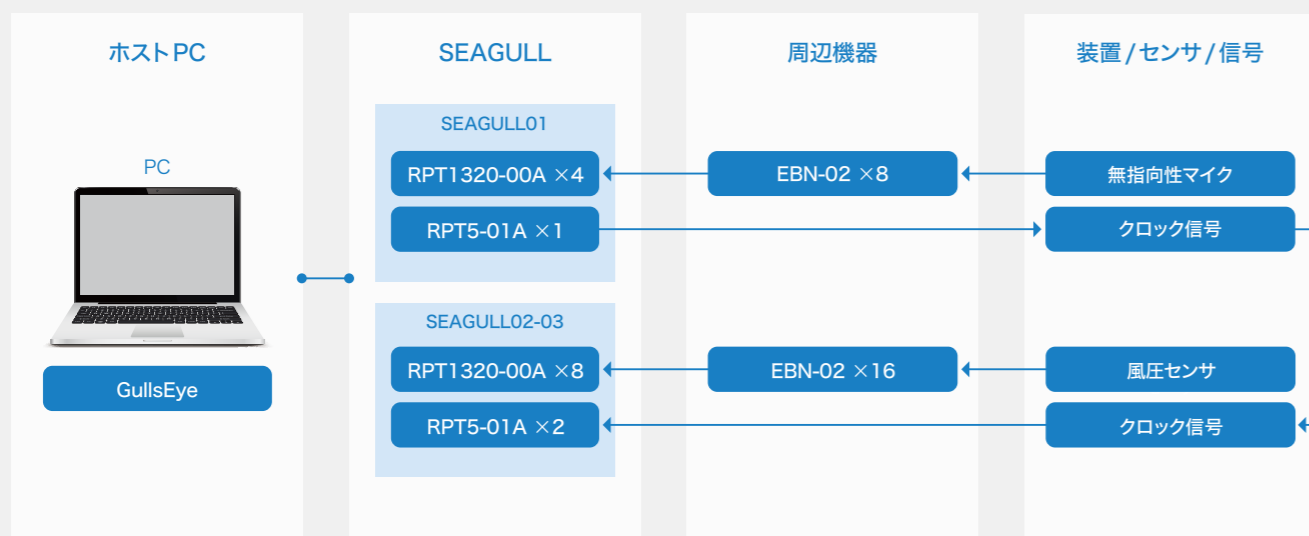 ホストPC
SEAGULL
周辺機器
装置/センサ/信号
PC
GullsEye
SEAGULL01
RPT1320-00A ×4
EBN-02 ×8
無指向性マイク
RPT5-01A ×1
クロック信号
SEAGULL02-03
RPT1320-00A ×8
EBN-02 ×16
風圧センサ
RPT5-01A ×2
クロック信号